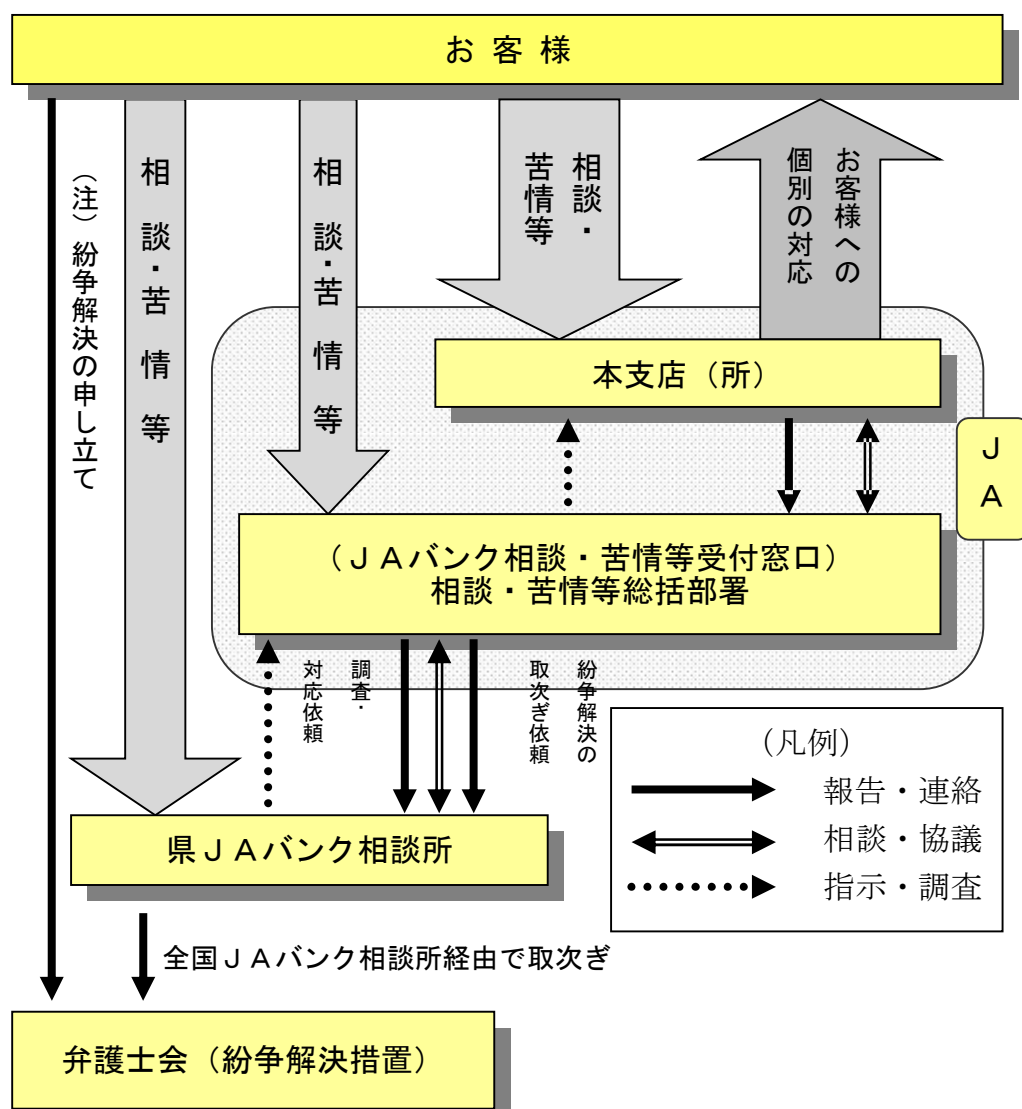 お 客 様
（注）紛争解決の申し立て
相 談・苦 情 等
相 談・苦 情 等
相談・
苦情等
お客様への
個別の対応
本支店（所）
ＪＡ
（ＪＡバンク相談・苦情等受付窓口）
相談・苦情等総括部署
調査・
対応依頼
紛争解決の
取次ぎ依頼
（凡例）
報告・連絡
相談・協議
指示・調査
県ＪＡバンク相談所
全国ＪＡバンク相談所経由で取次ぎ
弁護士会（紛争解決措置）